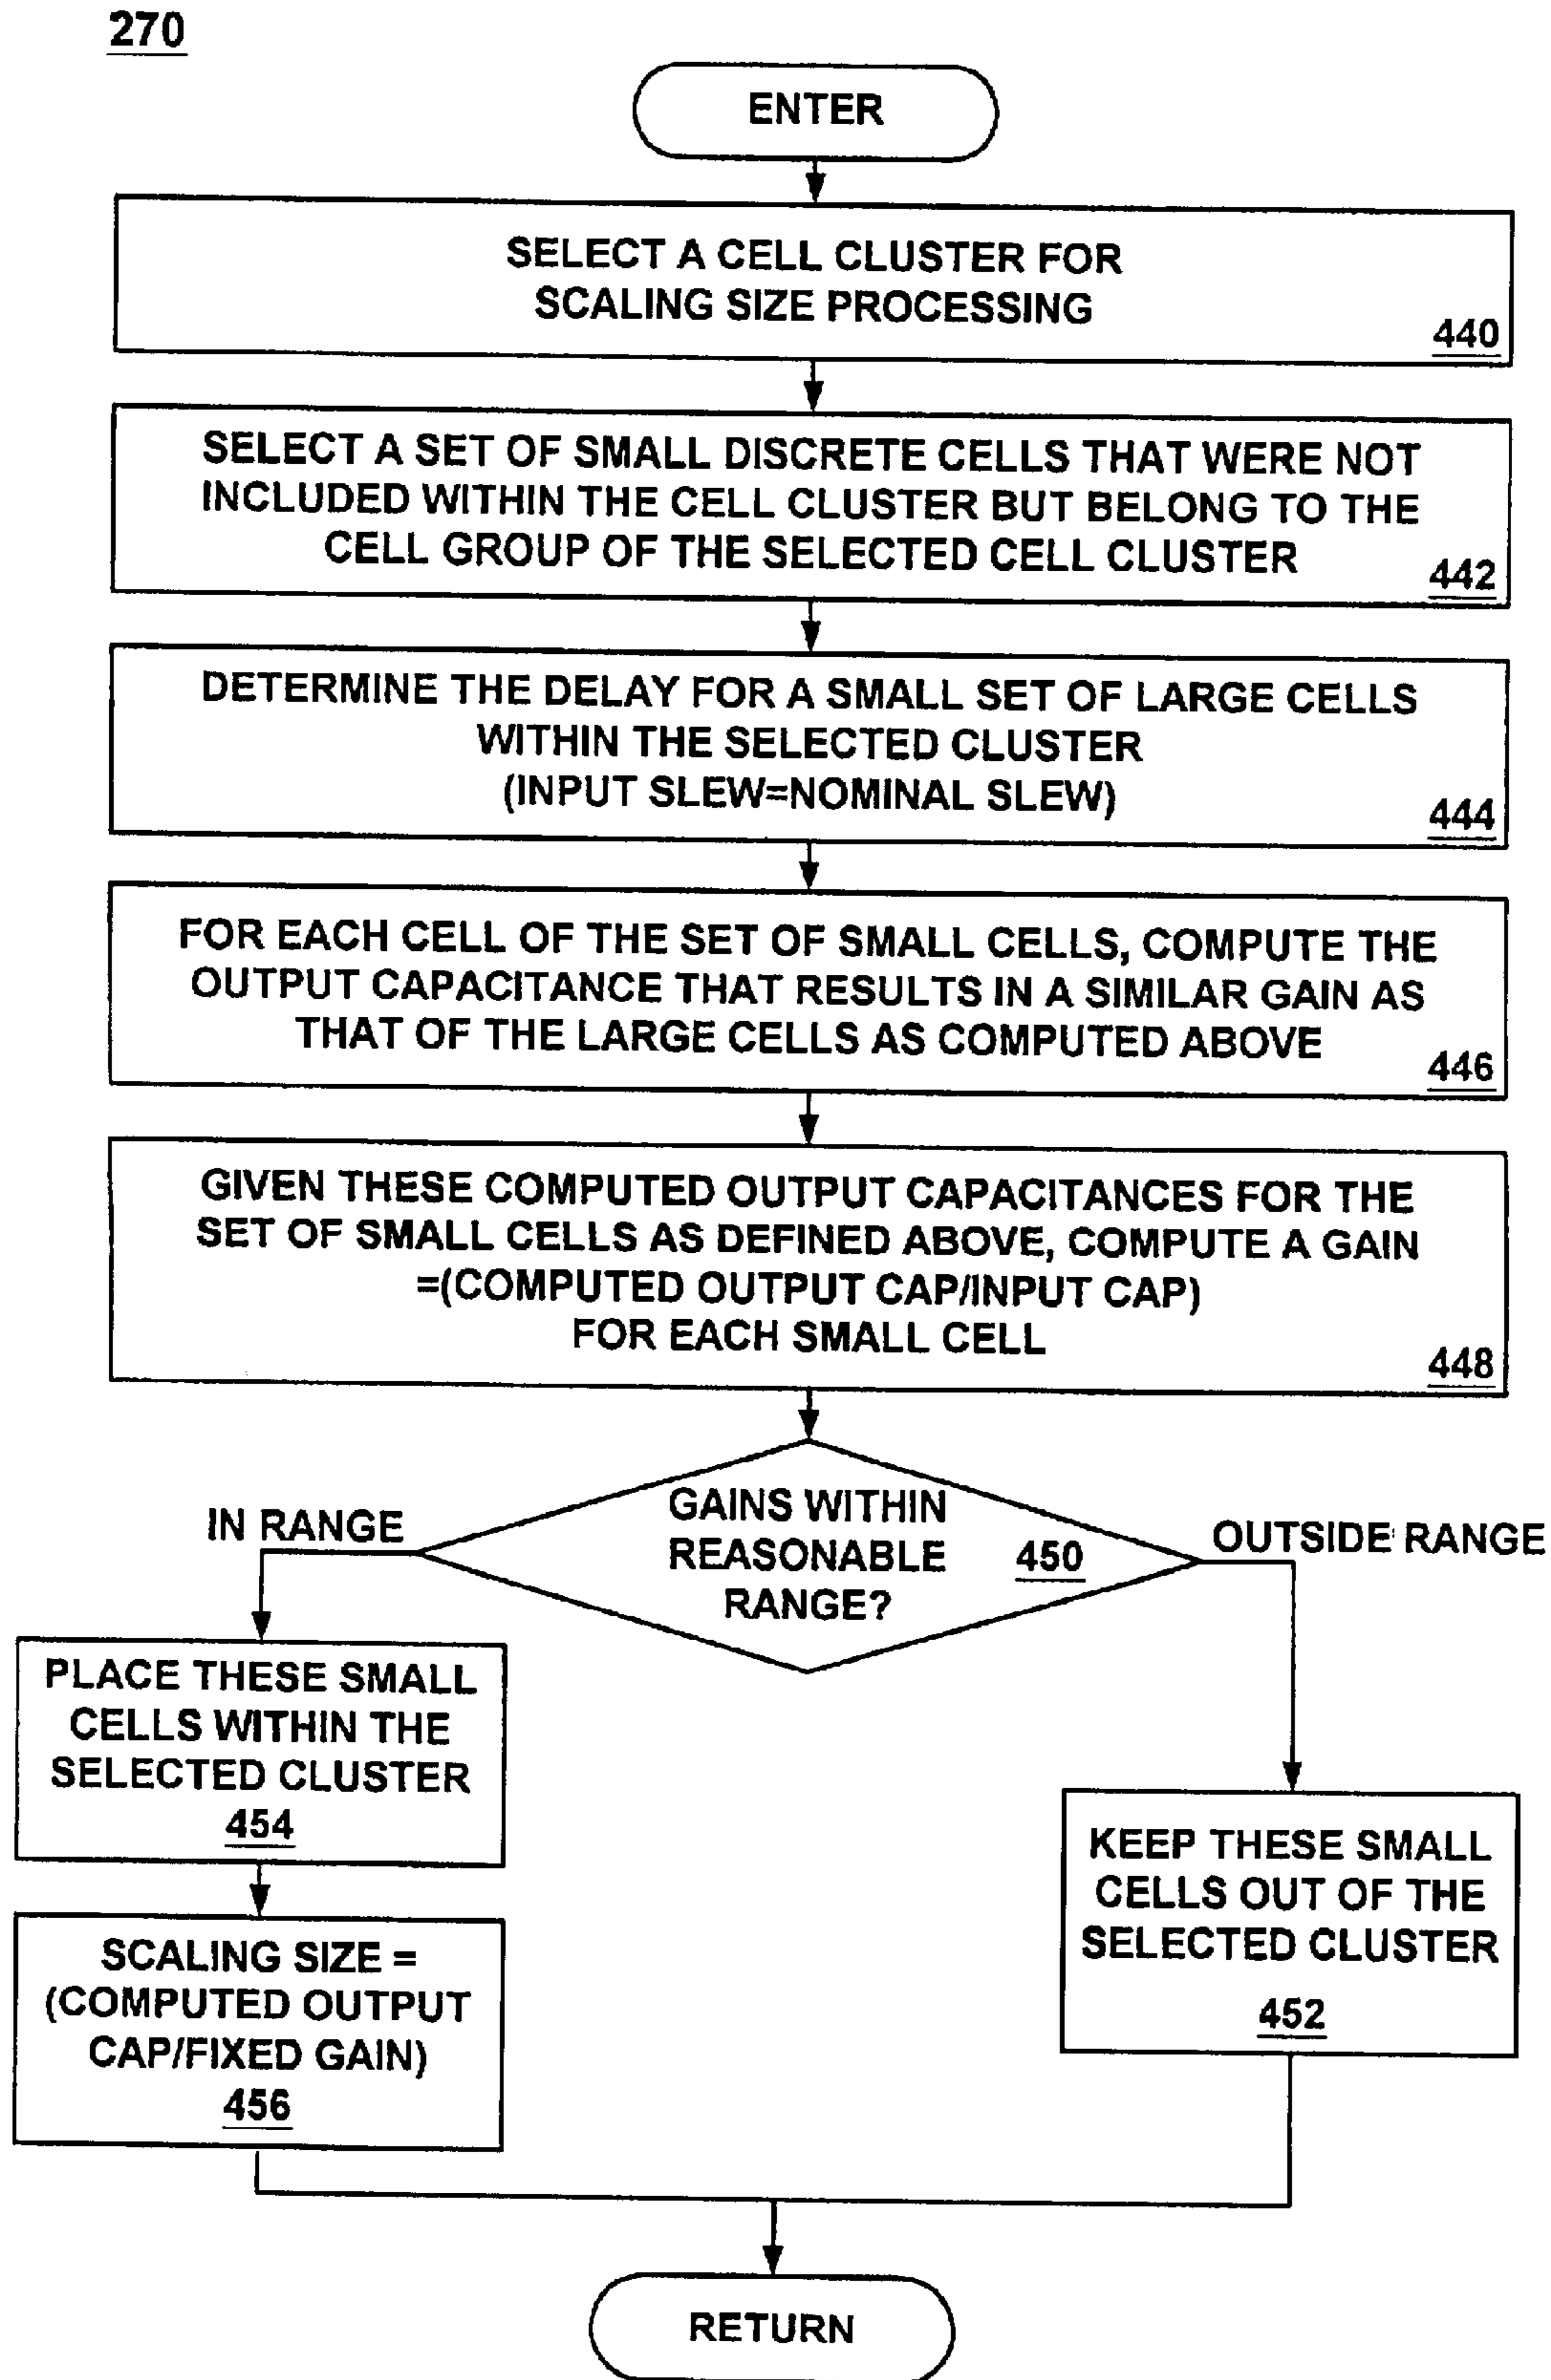 270
ENTER
SELECT A CELL CLUSTER FOR
SCALING SIZE PROCESSING
440
SELECT A SET OF SMALL DISCRETE CELLS THAT WERE NOT
INCLUDED WITHIN THE CELL CLUSTER BUT BELONG TO THE
CELL GROUP OF THE SELECTED CELL CLUSTER
442
DETERMINE THE DELAY FOR A SMALL SET OF LARGE CELLS
WITHIN THE SELECTED CLUSTER
(INPUT SLEW=NOMINAL SLEW)
444
FOR EACH CELL OF THE SET OF SMALL CELLS, COMPUTE THE
OUTPUT CAPACITANCE THAT RESULTS IN A SIMILAR GAIN AS
THAT OF THE LARGE CELLS AS COMPUTED ABOVE
446
GIVEN THESE COMPUTED OUTPUT CAPACITANCES FOR THE
SET OF SMALL CELLS AS DEFINED ABOVE, COMPUTE A GAIN
=(COMPUTED OUTPUT CAP/INPUT CAP)
FOR EACH SMALL CELL
448
GAINS WITHIN
REASONABLE
RANGE?
450
IN RANGE
OUTSIDE RANGE
PLACE THESE SMALL
CELLS WITHIN THE
SELECTED CLUSTER
454
SCALING SIZE =
(COMPUTED OUTPUT
CAP/FIXED GAIN)
456
KEEP THESE SMALL
CELLS OUT OF THE
SELECTED CLUSTER
452
RETURN